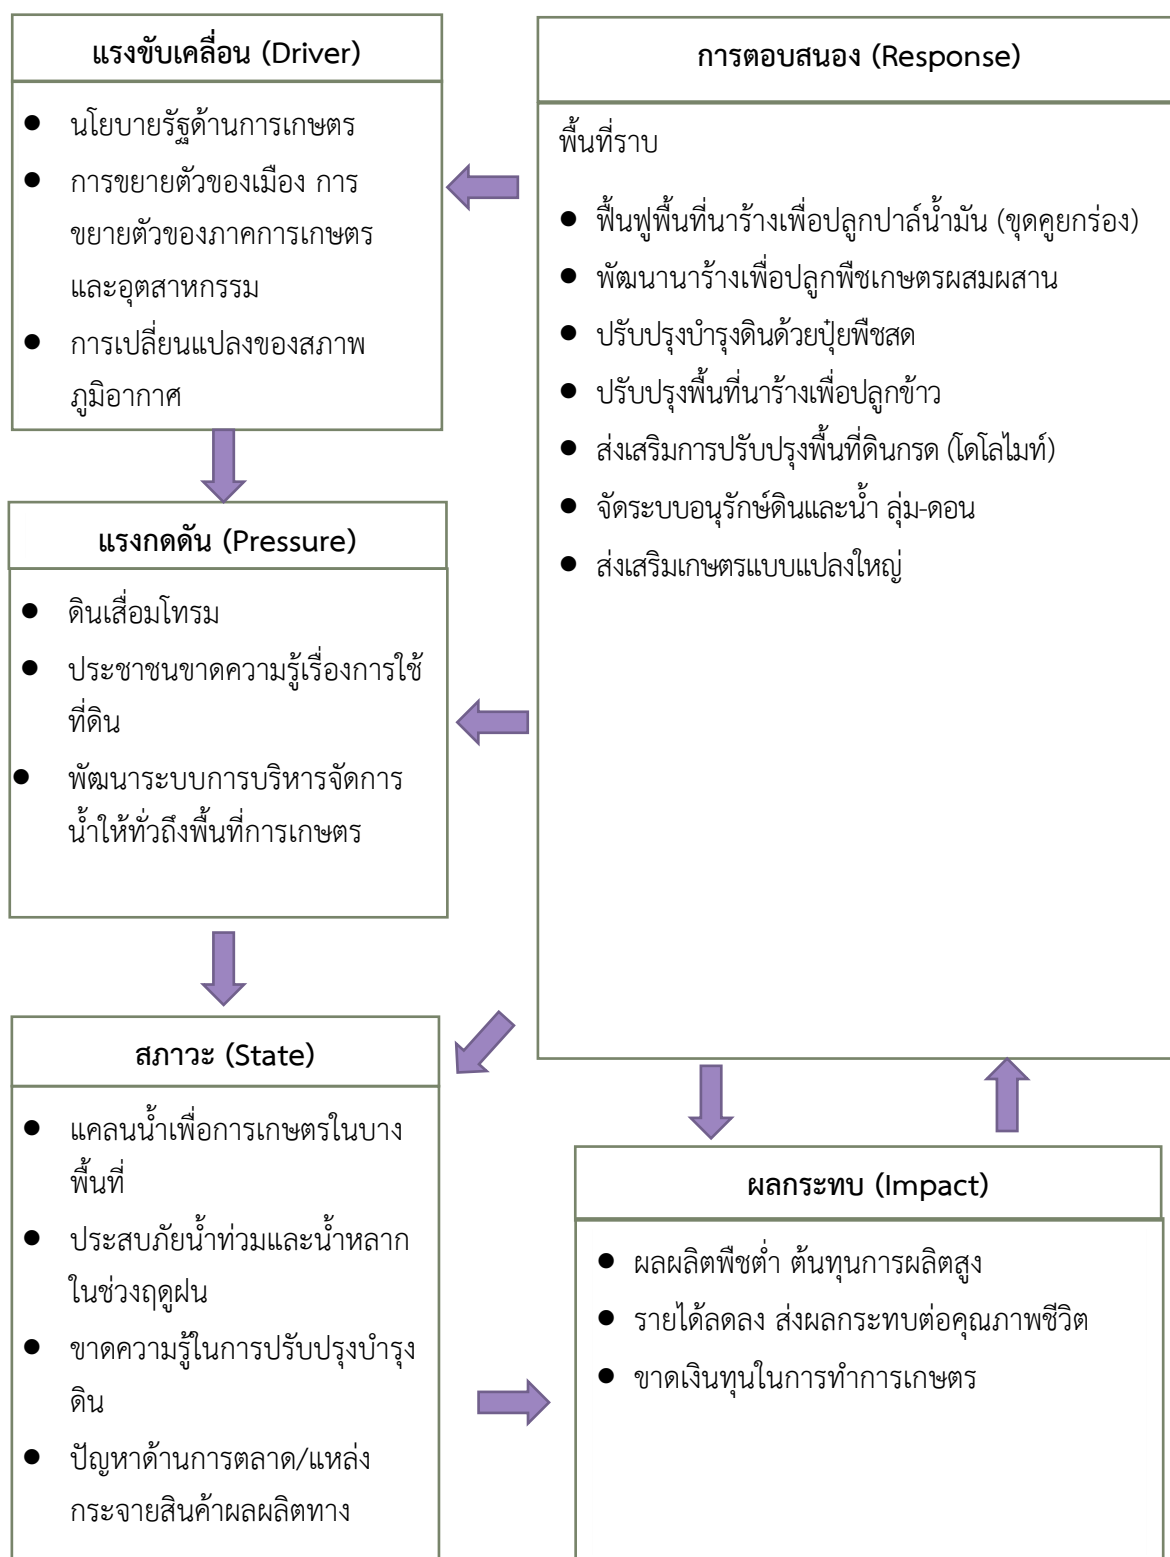 แรงขับเคลื่อน (Driver)
● นโยบายรัฐด้านการเกษตร
● การขยายตัวของเมือง การ
ขยายตัวของภาคการเกษตร
และอุตสาหกรรม
● การเปลี่ยนแปลงของสภาพ
ภูมิอากาศ
แรงกดดัน (Pressure)
● ดินเสื่อมโทรม
● ประชาชนขาดความรู้เรื่องการใช้
ที่ดิน
● พัฒนาระบบการบริหารจัดการ
น้ำให้ทั่วถึงพื้นที่การเกษตร
สภาวะ (State)
● แคลนน้ำเพื่อการเกษตรในบาง
พื้นที่
● ประสบภัยน้ำท่วมและน้ำหลาก
ในช่วงฤดูฝน
● ขาดความรู้ในการปรับปรุงบำรุง
ดิน
● ปัญหาด้านการตลาด/แหล่ง
กระจายสินค้าผลผลิตทาง
การตอบสนอง (Response)
พื้นที่ราบ
● ฟื้นฟูพื้นที่นาร้างเพื่อปลูกปาล์น้ำมัน (ขุดคูยกร่อง)
● พัฒนานาร้างเพื่อปลูกพืชเกษตรผสมผสาน
● ปรับปรุงบำรุงดินด้วยปุ๋ยพืชสด
● ปรับปรุงพื้นที่นาร้างเพื่อปลูกข้าว
● ส่งเสริมการปรับปรุงพื้นที่ดินกรด (โดโลไมท์)
● จัดระบบอนุรักษ์ดินและน้ำ ลุ่ม-ดอน
● ส่งเสริมเกษตรแบบแปลงใหญ่
ผลกระทบ (Impact)
● ผลผลิตพืชต่ำ ต้นทุนการผลิตสูง
● รายได้ลดลง ส่งผลกระทบต่อคุณภาพชีวิต
● ขาดเงินทุนในการทำการเกษตร